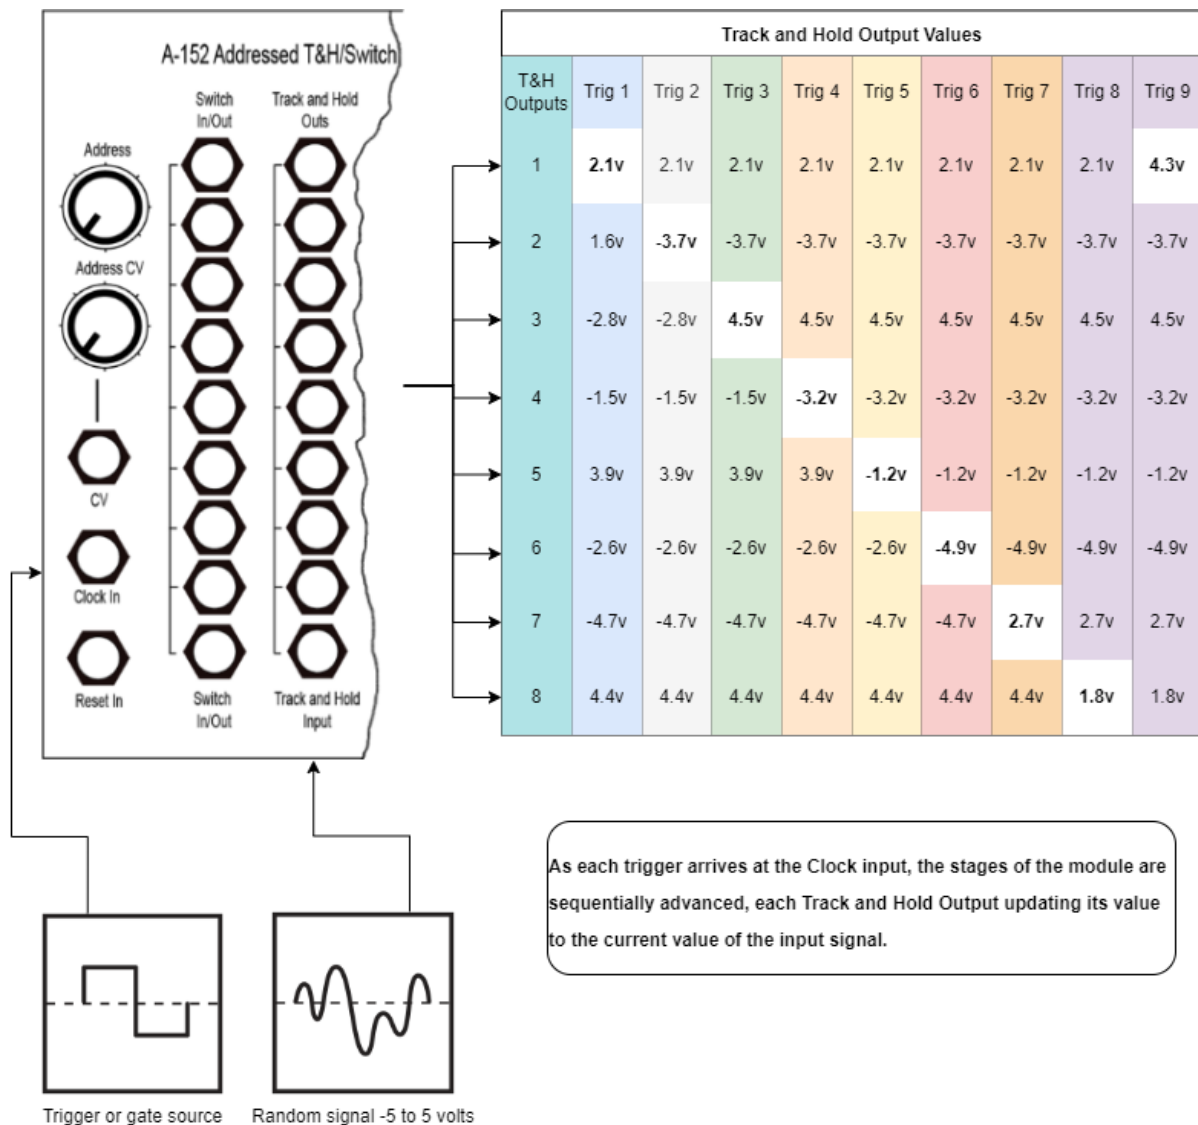 A-152 Addressed T&H/Switch
Switch
In/Out
Track and Hold
Outs
Address
Address CV
CV
Clock In
Reset In
Switch
In/Out
Track and Hold
Input
Track and Hold Output Values
T&H
Outputs Trig 1 Trig 2 Trig 3 Trig 4 Trig 5 Trig 6 Trig 7 Trig 8 Trig 9
1 2.1v 2.1v 2.1v 2.1v 2.1v 2.1v 2.1v 2.1v 4.3v
2 1.6v -3.7v -3.7v -3.7v -3.7v -3.7v -3.7v -3.7v -3.7v
3 -2.8v -2.8v 4.5v 4.5v 4.5v 4.5v 4.5v 4.5v 4.5v
4 -1.5v -1.5v -1.5v -3.2v -3.2v -3.2v -3.2v -3.2v -3.2v
5 3.9v 3.9v 3.9v 3.9v -1.2v -1.2v -1.2v -1.2v -1.2v
6 -2.6v -2.6v -2.6v -2.6v -2.6v -4.9v -4.9v -4.9v -4.9v
7 -4.7v -4.7v -4.7v -4.7v -4.7v -4.7v 2.7v 2.7v 2.7v
8 4.4v 4.4v 4.4v 4.4v 4.4v 4.4v 4.4v 1.8v 1.8v
As each trigger arrives at the Clock input, the stages of the module are
sequentially advanced, each Track and Hold Output updating its value
to the current value of the input signal.
Trigger or gate source
Random signal -5 to 5 volts